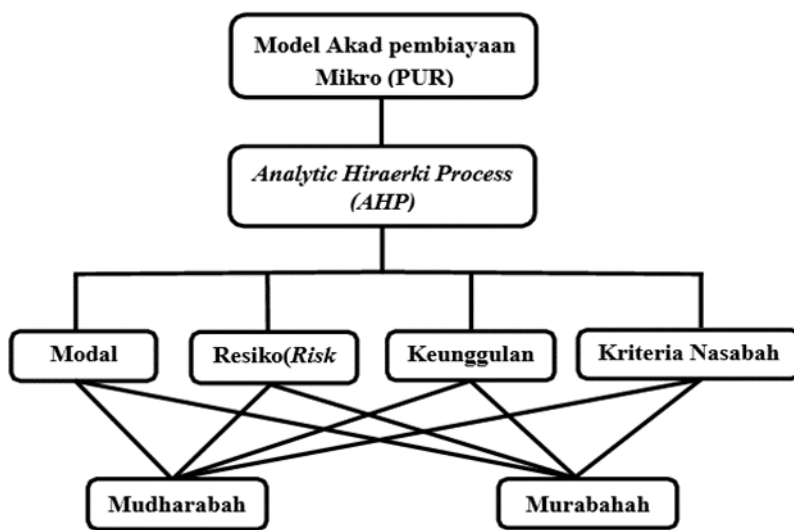 Model Akad pembiayaan
Mikro (PUR)
Analytic Hiraerki Process
(AHP)
Modal
Resiko(Risk
Keunggulan
Kriteria Nasabah
Mudharabah
Murabahah